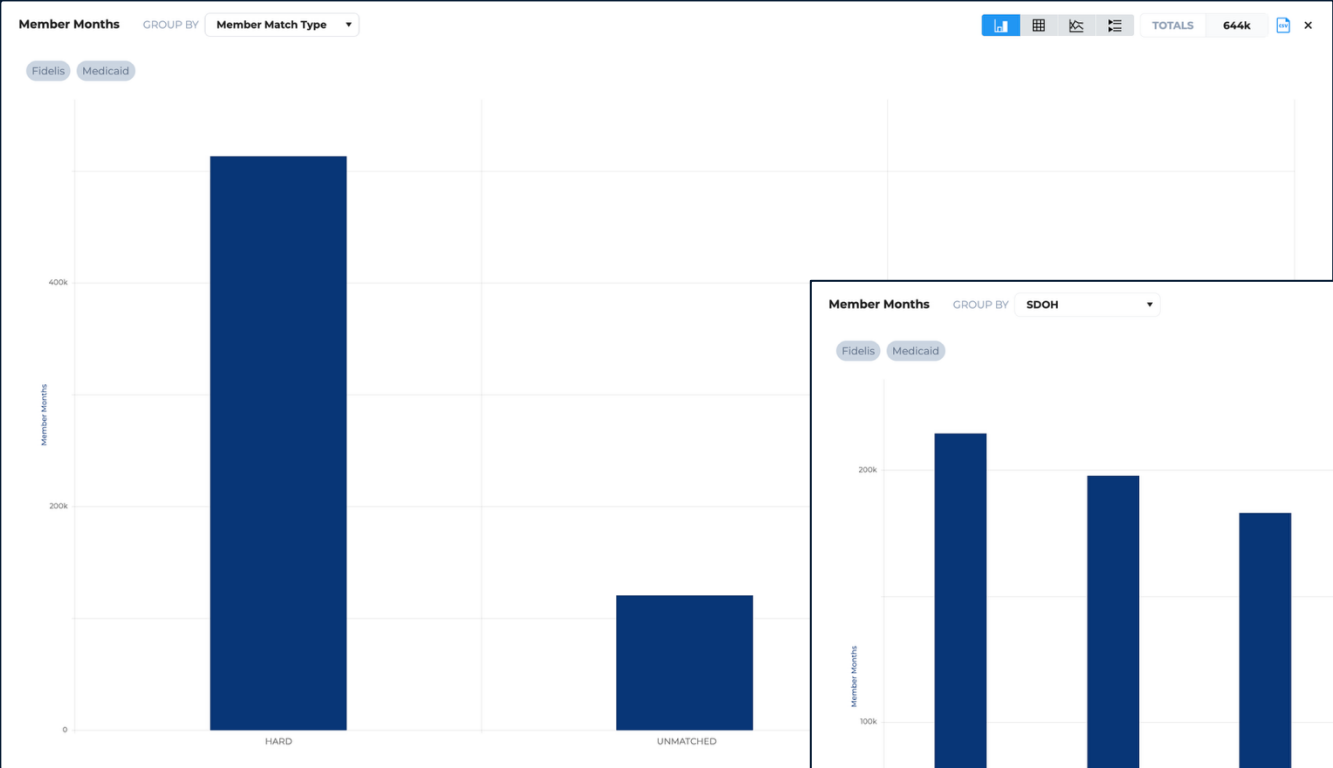 Member Months GROUP BY Member Match Type TOTALS 644k
Fidelis Medicaid
400k
Member Months
200k
0
HARD UNMATCHED
Member Months GROUP BY SDOH
Fidelis Medicaid
200k
Member Months
100k